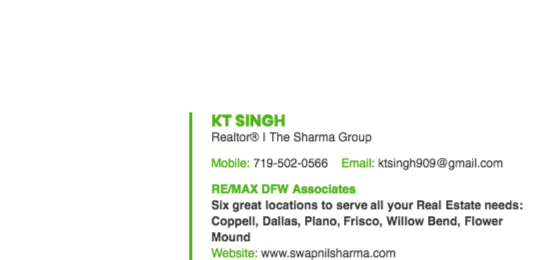 KT SINGH
Realtor® | The Sharma Group
Mobile: 719-502-0566 Email: ktsingh909@gmail.com
RE/MAX DFW Associates
Six great locations to serve all your Real Estate needs:
Coppell, Dallas, Plano, Frisco, Willow Bend, Flower
Mound
Website: www.swapnilsharma.com